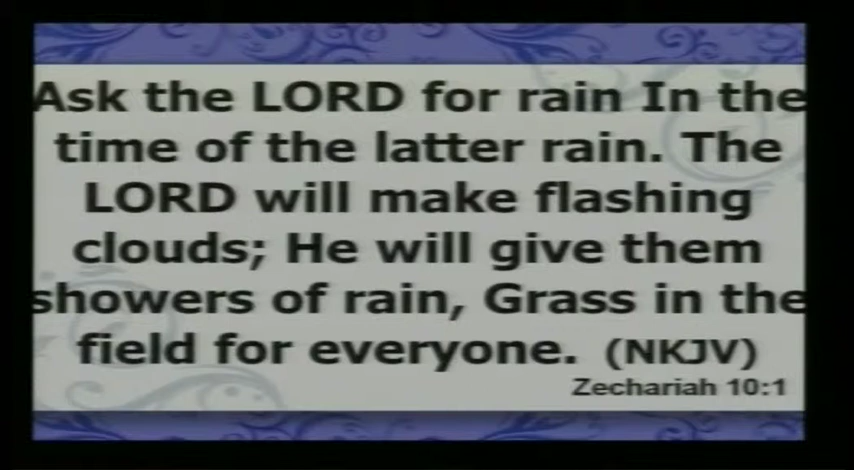 Ask the LORD for rain In the
time of the latter rain. The
LORD will make flashing
clouds; He will give them
showers of rain, Grass in the
field for everyone. (NKJV)
Zechariah 10:1